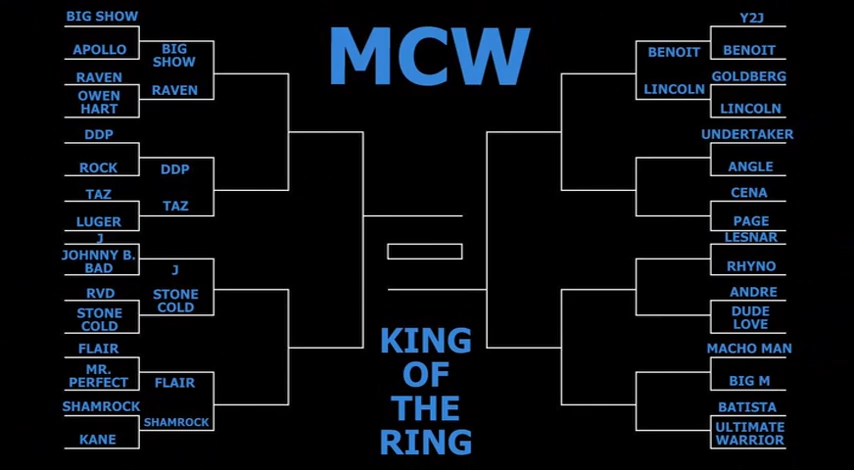 BIG SHOW
APOLLO
RAVEN
OWEN
HART
DDP
ROCK
TAZ
LUGER
J
JOHNNY B.
BAD
RVD
STONE
COLD
FLAIR
MR.
PERFECT
SHAMROCK
KANE
BIG
SHOW
RAVEN
DDP
TAZ
J
STONE
COLD
FLAIR
SHAMROCK
MCW
KING
OF
THE
RING
BENOIT
LINCOLN
Y2J
BENOIT
GOLDBERG
LINCOLN
UNDERTAKER
ANGLE
CENA
PAGE
LESNAR
RHYNO
ANDRE
DUDE
LOVE
MACHO MAN
BIG M
BATISTA
ULTIMATE
WARRIOR